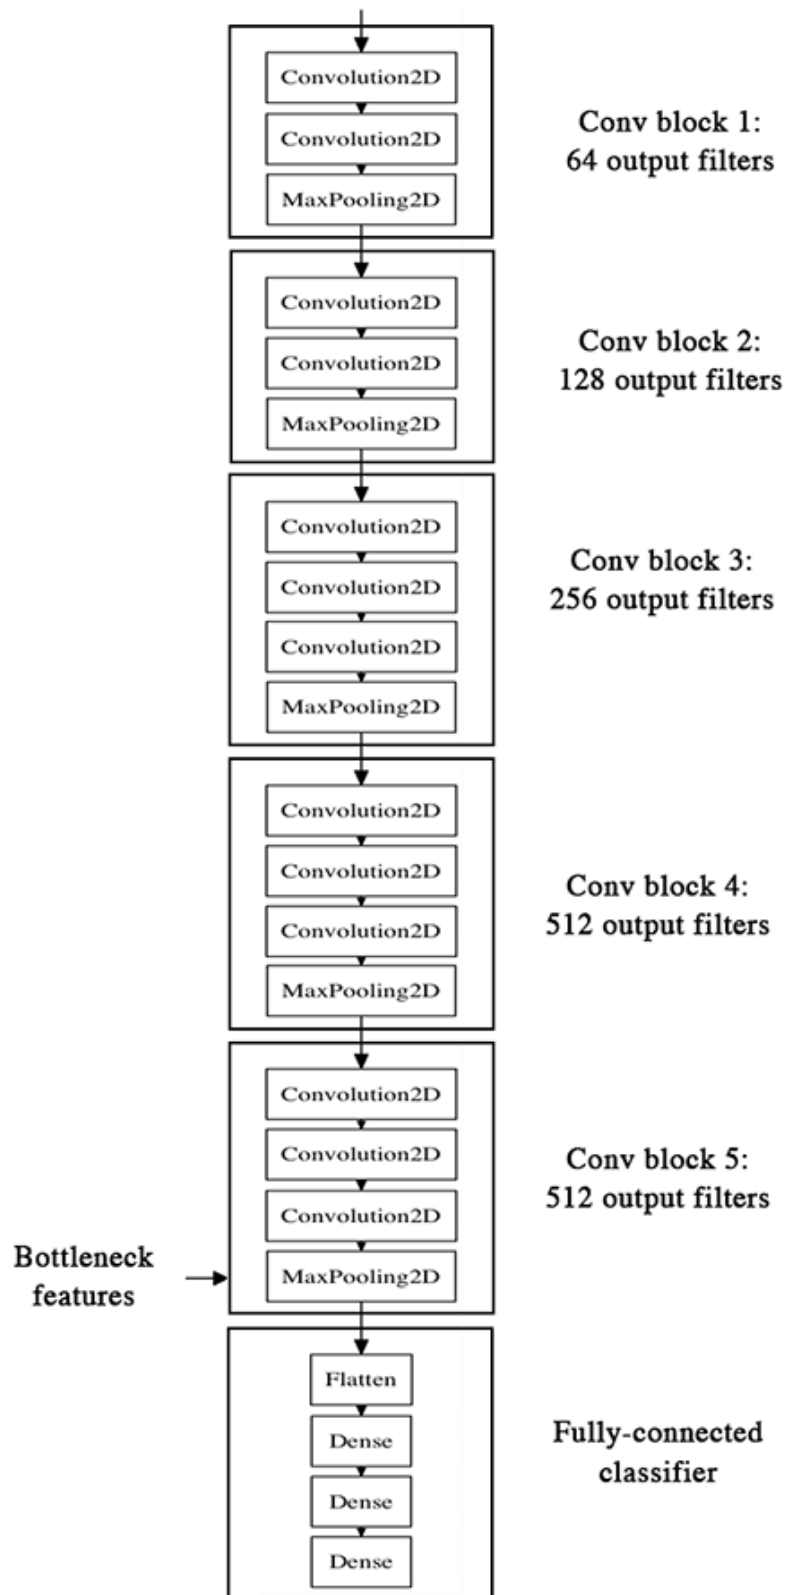 Convolution2D
Convolution2D
MaxPooling2D
Conv block 1:
64 output filters
Convolution2D
Convolution2D
MaxPooling2D
Conv block 2:
128 output filters
Convolution2D
Convolution2D
Convolution2D
MaxPooling2D
Conv block 3:
256 output filters
Convolution2D
Convolution2D
Convolution2D
MaxPooling2D
Conv block 4:
512 output filters
Convolution2D
Convolution2D
Convolution2D
MaxPooling2D
Conv block 5:
512 output filters
Bottleneck
features
Flatten
Dense
Dense
Dense
Fully-connected
classifier